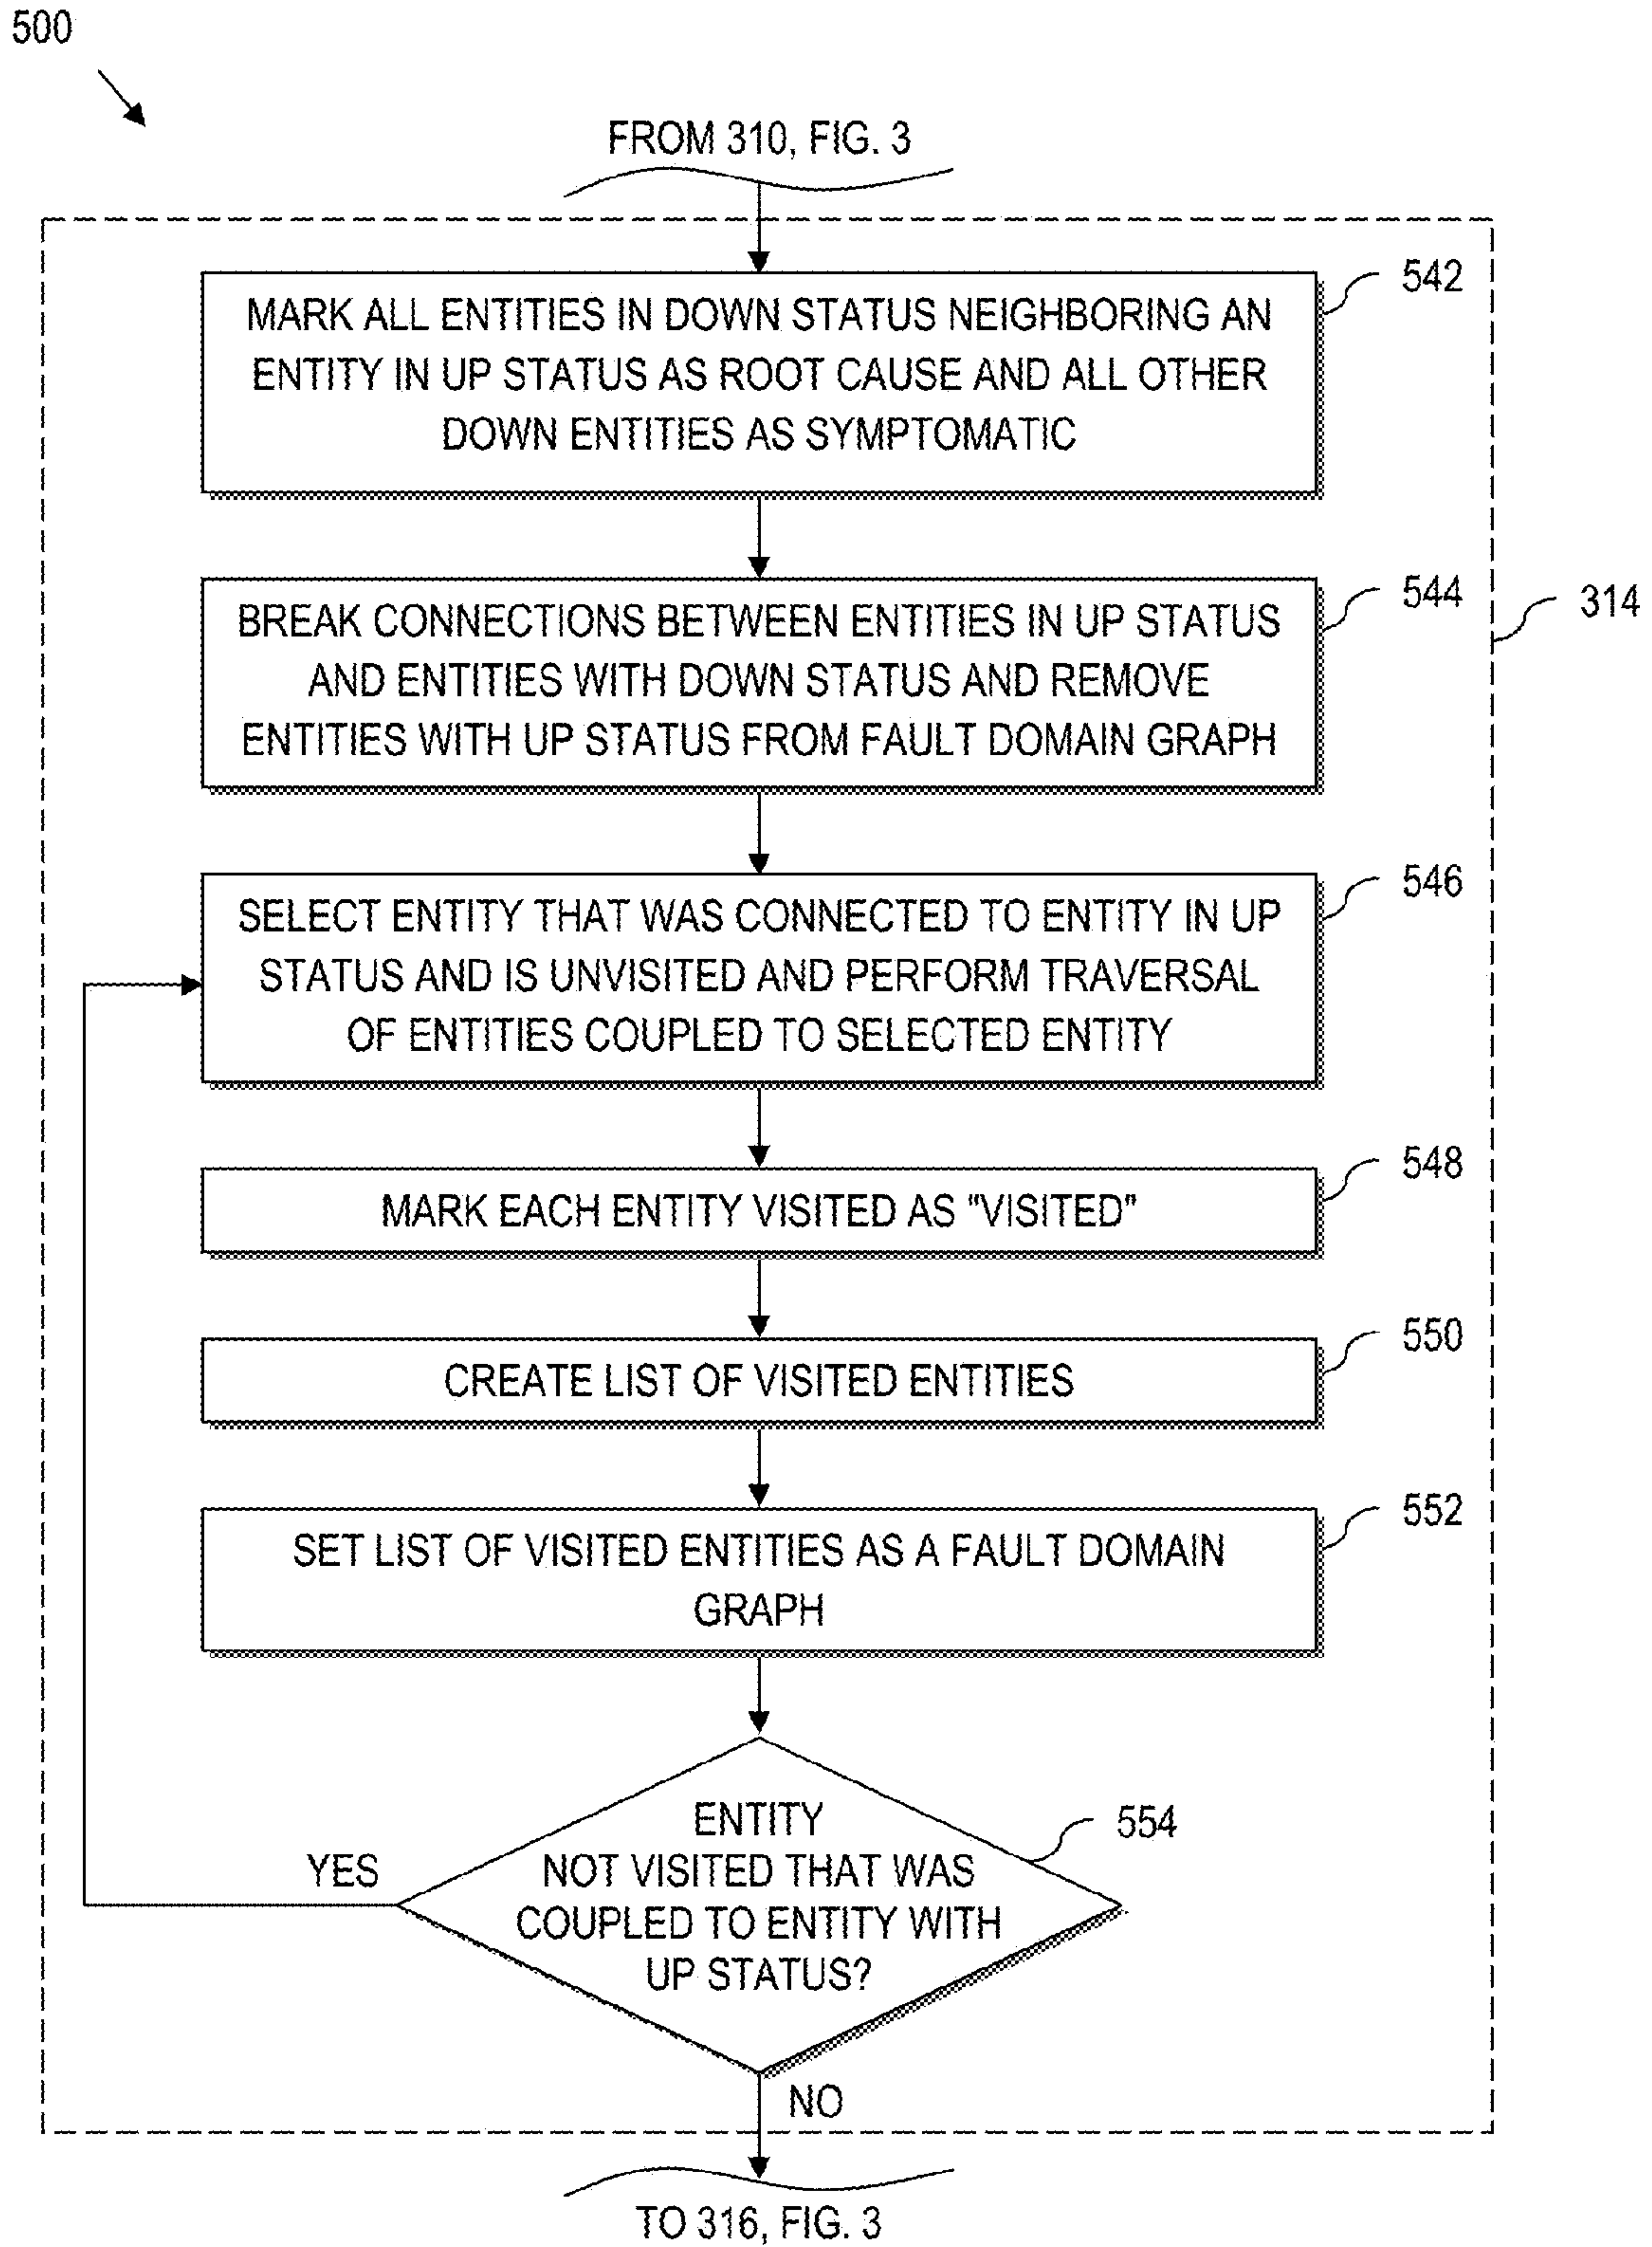 500
FROM 310, FIG. 3
542
MARK ALL ENTITIES IN DOWN STATUS NEIGHBORING AN
ENTITY IN UP STATUS AS ROOT CAUSE AND ALL OTHER
DOWN ENTITIES AS SYMPTOMATIC
544
314
BREAK CONNECTIONS BETWEEN ENTITIES IN UP STATUS
AND ENTITIES WITH DOWN STATUS AND REMOVE
ENTITIES WITH UP STATUS FROM FAULT DOMAIN GRAPH
546
SELECT ENTITY THAT WAS CONNECTED TO ENTITY IN UP
STATUS AND IS UNVISITED AND PERFORM TRAVERSAL
OF ENTITIES COUPLED TO SELECTED ENTITY
548
MARK EACH ENTITY VISITED AS "VISITED"
550
CREATE LIST OF VISITED ENTITIES
552
SET LIST OF VISITED ENTITIES AS A FAULT DOMAIN
GRAPH
554
ENTITY
NOT VISITED THAT WAS
COUPLED TO ENTITY WITH
UP STATUS?
YES
NO
TO 316, FIG. 3